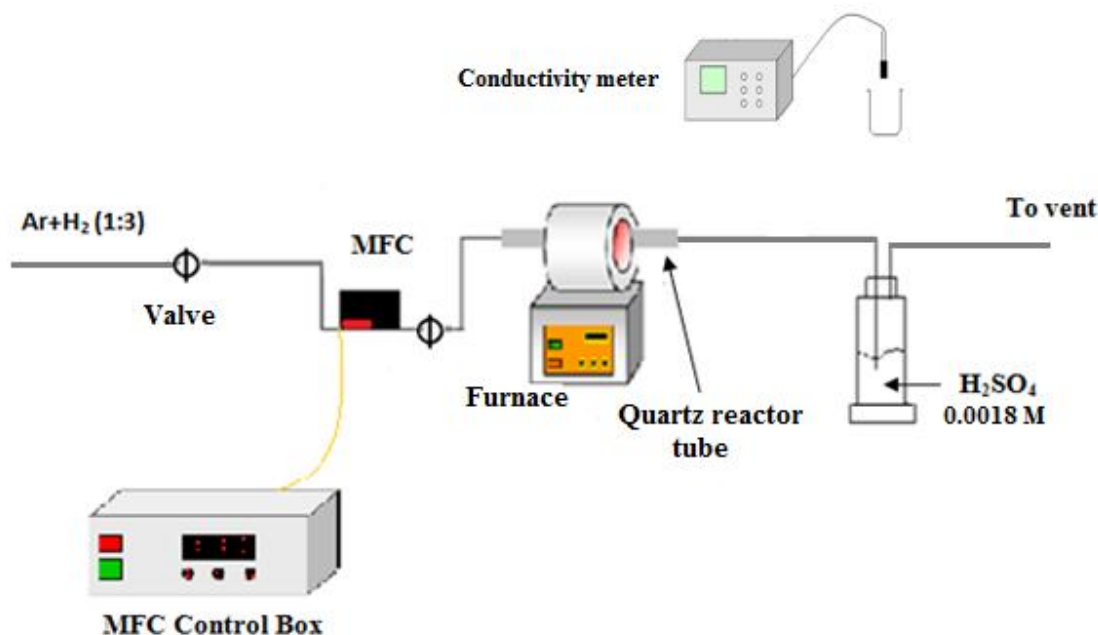 Conductivity meter
Ar+H₂ (1:3)
To vent
MFC
Valve
Furnace
H₂SO₄
0.0018 M
Quartz reactor
tube
MFC Control Box